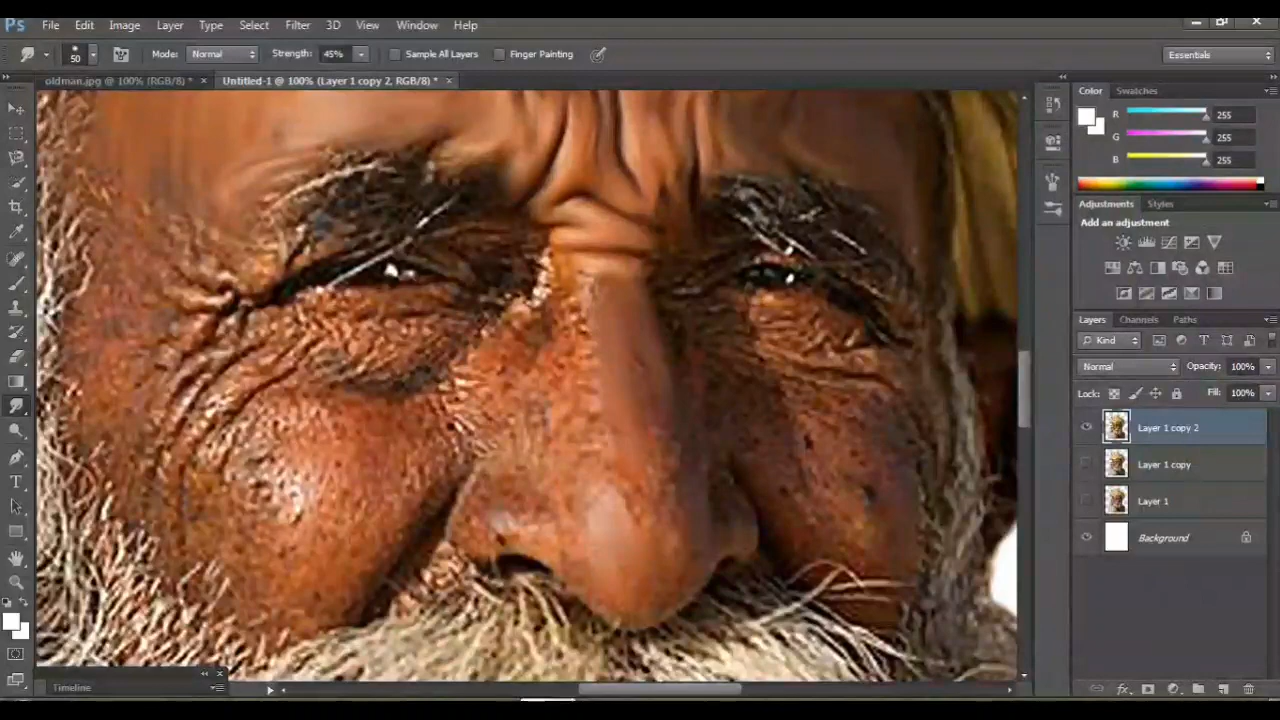 Ps File Edit Image Layer Type Select Filter 3D View Window Help
50 Mode: Normal Strength: 45% Sample All Layers Finger Painting Essentials
oldman.jpg @ 100% (RGB/8) * × Untitled-1 @ 100% (Layer 1 copy 2, RGB/8) * ×
Color Swatches
R 255
G 255
B 255
Adjustments Styles
Add an adjustment
Layers Channels Paths
Kind
Normal Opacity: 100%
Lock: Fill: 100%
Layer 1 copy 2
Layer 1 copy
Layer 1
Background
Timeline